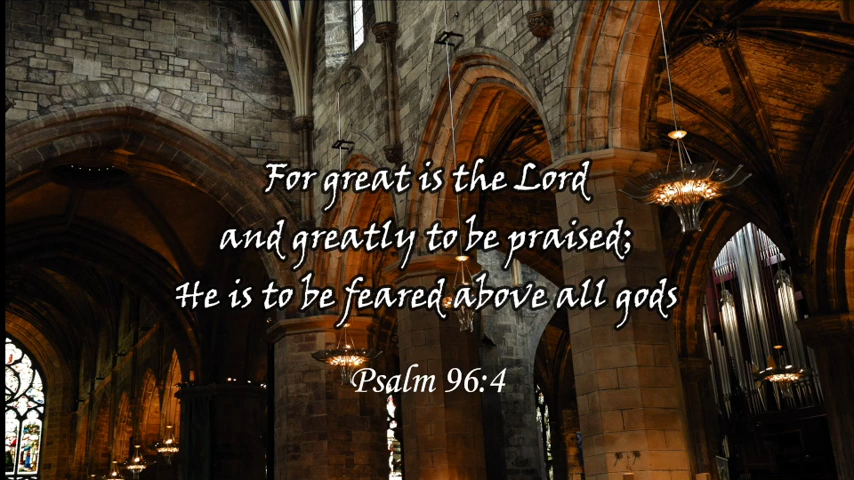 For great is the Lord
and greatly to be praised;
He is to be feared above all gods
Psalm 96:4